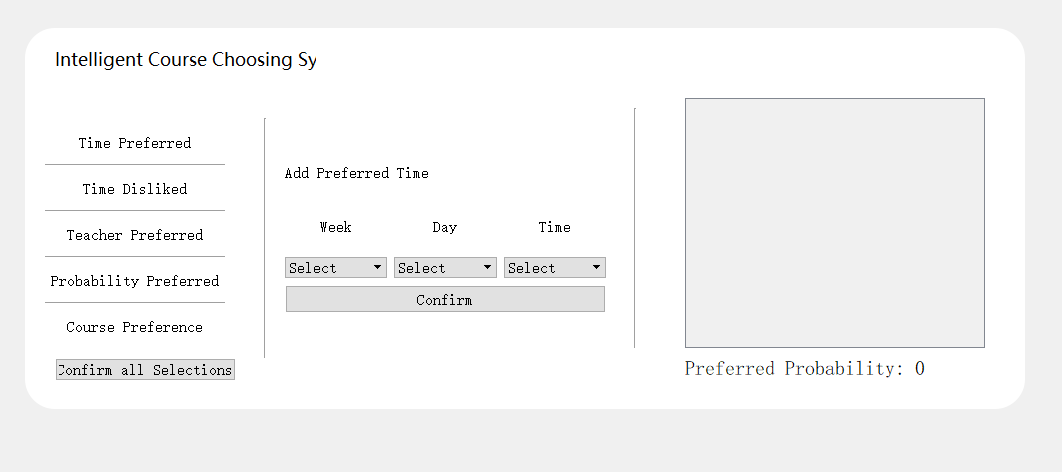 Intelligent Course Choosing Sy
Time Preferred
Time Disliked
Teacher Preferred
Probability Preferred
Course Preference
Confirm all Selections
Add Preferred Time
Week Day Time
Select Select Select
Confirm
Preferred Probability: 0